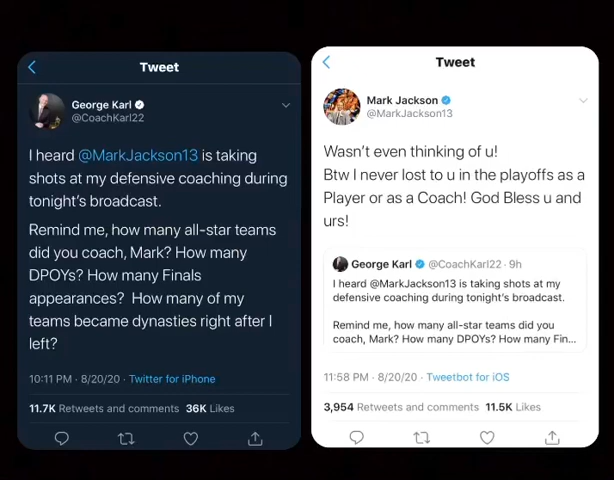 Tweet
George Karl
@CoachKarl22
I heard @MarkJackson13 is taking
shots at my defensive coaching during
tonight's broadcast.
Remind me, how many all-star teams
did you coach, Mark? How many
DPOYs? How many Finals
appearances? How many of my
teams became dynasties right after I
left?
10:11 PM · 8/20/20 · Twitter for iPhone
11.7K Retweets and comments 36K Likes
Tweet
Mark Jackson
@MarkJackson13
Wasn't even thinking of u!
Btw I never lost to u in the playoffs as a
Player or as a Coach! God Bless u and
urs!
George Karl @CoachKarl22 · 9h
I heard @MarkJackson13 is taking shots at my
defensive coaching during tonight's broadcast.
Remind me, how many all-star teams did you
coach, Mark? How many DPOYs? How many Fin...
11:58 PM · 8/20/20 · Tweetbot for iOS
3,954 Retweets and comments 11.5K Likes